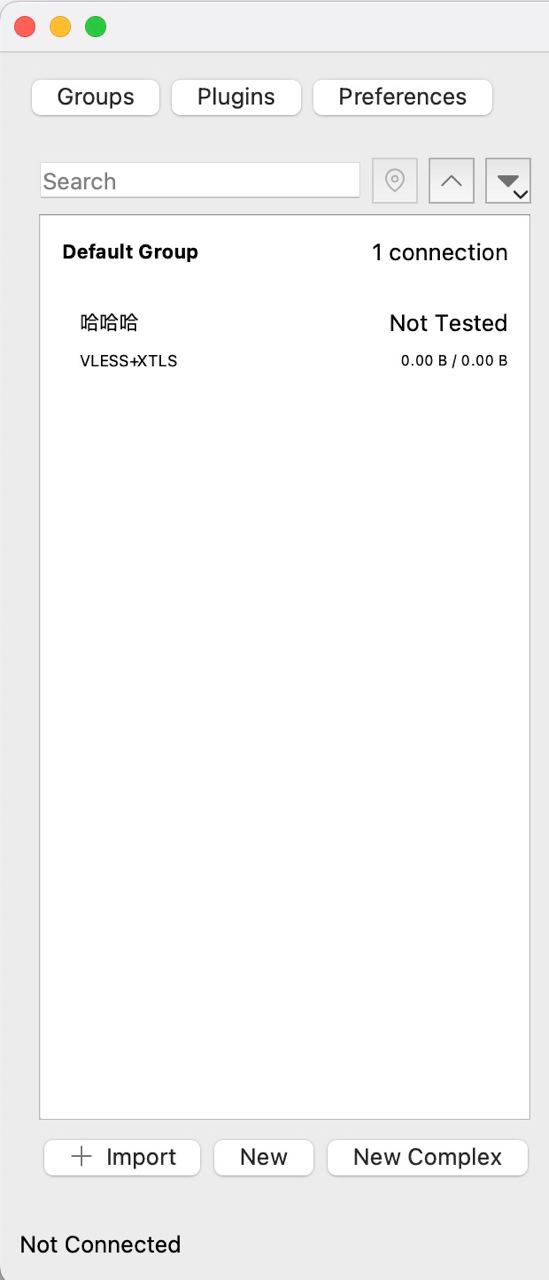 Groups Plugins Preferences
Search
Default Group 1 connection
哈哈哈 Not Tested
VLESS+XTLS 0.00 B / 0.00 B
Import New New Complex
Not Connected